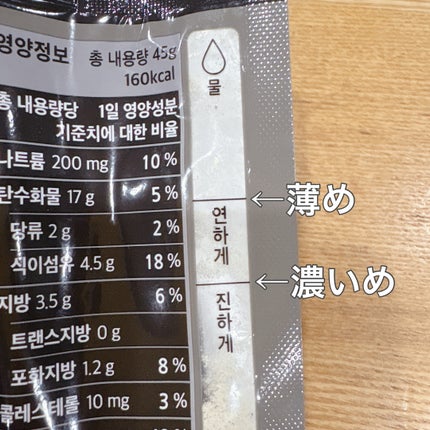 영양정보
총 내용량 45g
160kcal
총 내용량당 1일 영양성분
기준치에 대한 비율
나트륨 200 mg 10 %
탄수화물 17 g 5 %
당류 2 g 2 %
식이섬유 4.5 g 18 %
지방 3.5 g 6 %
트랜스지방 0 g
포화지방 1.2 g 8 %
콜레스테롤 10 mg 3 %
물
연하게
진하게
←薄め
←濃いめ